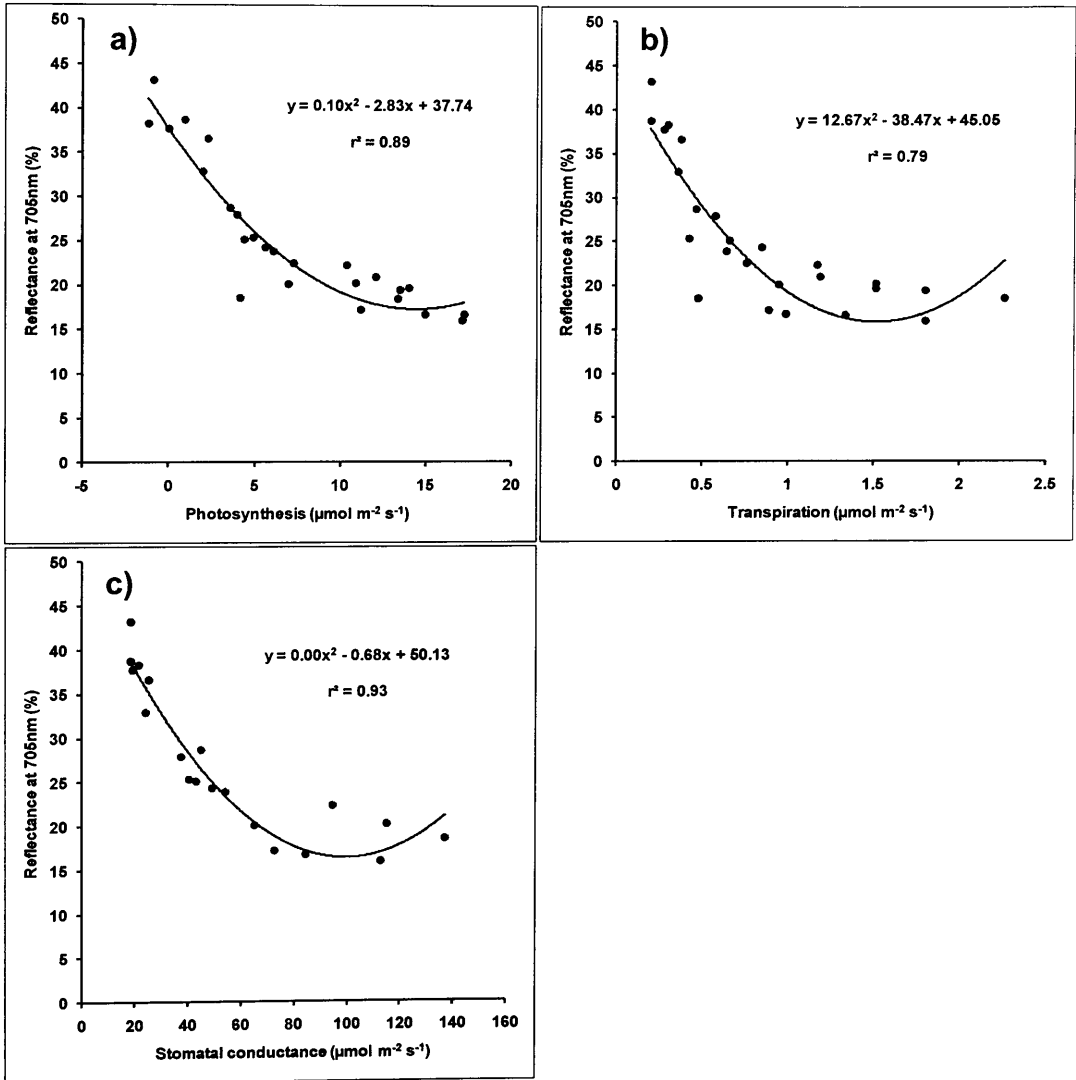 a)
50
45
40
35
30
25
20
15
10
5
0
Reflectance at 705nm (%)
y = 0.10x² - 2.83x + 37.74
r² = 0.89
-5 0 5 10 15 20
Photosynthesis (µmol m⁻² s⁻¹)
b)
50
45
40
35
30
25
20
15
10
5
0
Reflectance at 705nm (%)
y = 12.67x² - 38.47x + 45.05
r² = 0.79
0 0.5 1 1.5 2 2.5
Transpiration (µmol m⁻² s⁻¹)
c)
50
45
40
35
30
25
20
15
10
5
0
Reflectance at 705nm (%)
y = 0.00x² - 0.68x + 50.13
r² = 0.93
0 20 40 60 80 100 120 140 160
Stomatal conductance (µmol m⁻² s⁻¹)